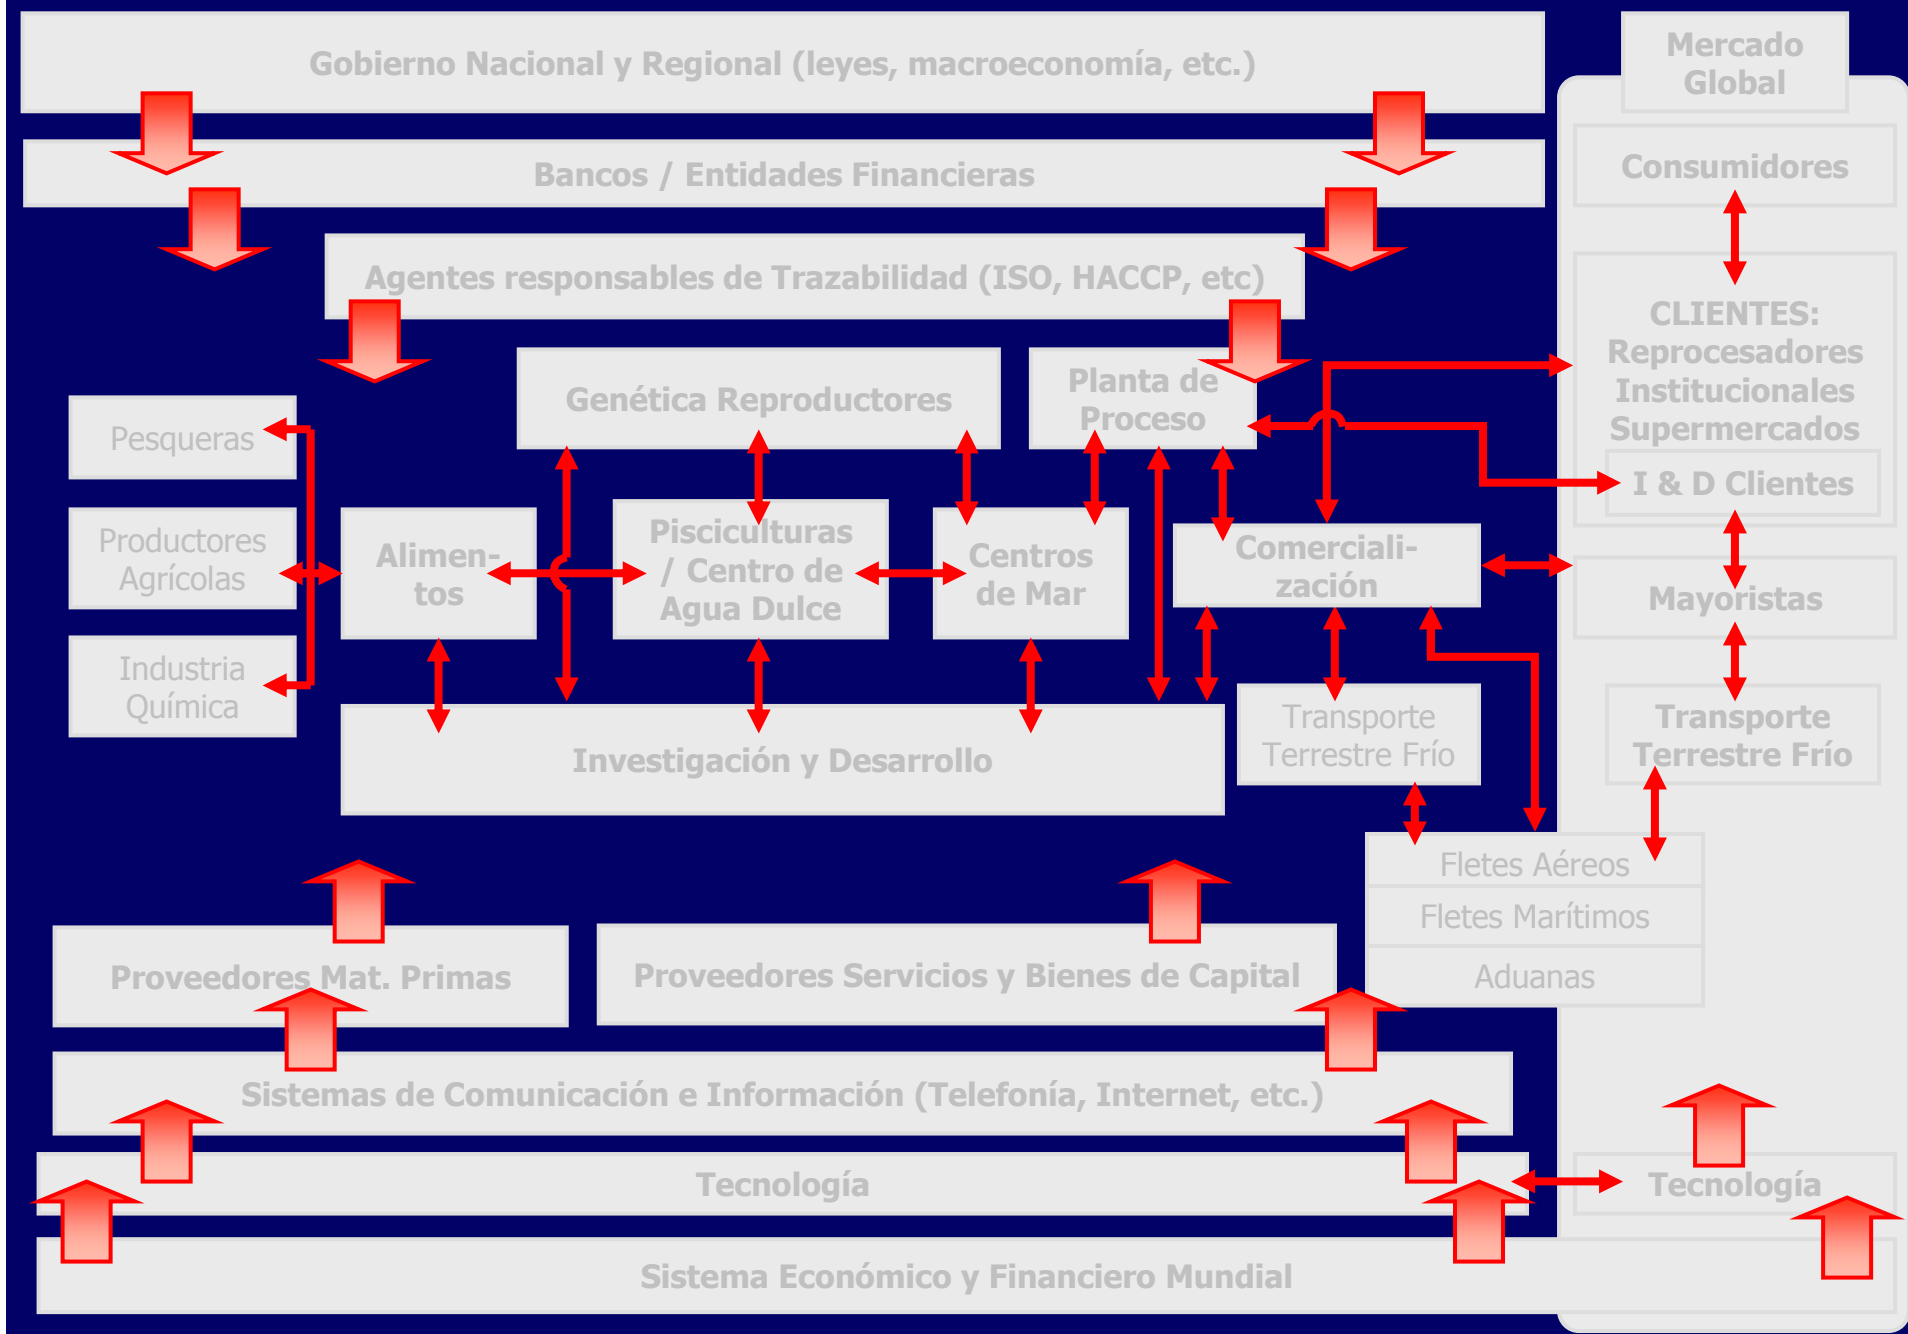 Gobierno Nacional y Regional (leyes, macroeconomía, etc.)
Mercado
Global
Bancos / Entidades Financieras
Consumidores
Agentes responsables de Trazabilidad (ISO, HACCP, etc)
CLIENTES:
Reprocesadores
Institucionales
Supermercados
I & D Clientes
Genética Reproductores
Planta de
Proceso
Pesqueras
Productores
Agrícolas
Industria
Química
Alimen-
tos
Pisciculturas
/ Centro de
Agua Dulce
Centros
de Mar
Comerciali-
zación
Mayoristas
Investigación y Desarrollo
Transporte
Terrestre Frío
Transporte
Terrestre Frío
Fletes Aéreos
Fletes Marítimos
Aduanas
Proveedores Mat. Primas
Proveedores Servicios y Bienes de Capital
Sistemas de Comunicación e Información (Telefonía, Internet, etc.)
Tecnología
Tecnología
Sistema Económico y Financiero Mundial